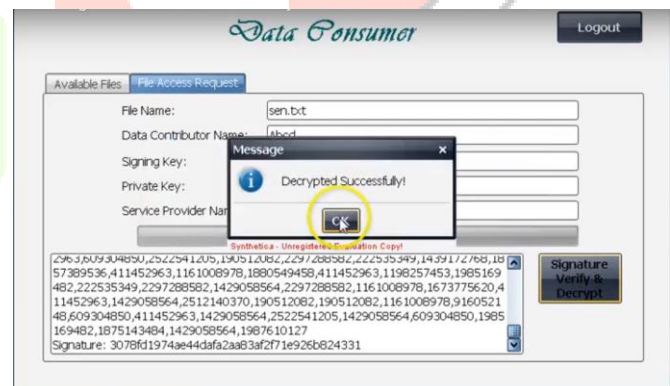 Data Consumer
Logout
Available Files
File Access Request
File Name:
sen.txt
Data Contributor Name:
Abcd
Message
x
Signing Key:
Decrypted Successfully!
Private Key:
Service Provider Nar
OK
Synthetica - Unregistered Evaluation Copy!
2963,609304850,2522541205,190512082,2297288582,222535349,1439172768,18
57389536,411452963,1161008978,1880549458,411452963,1198257453,1985169
482,222535349,2297288582,1429058564,2297288582,1161008978,1673775620,4
11452963,1429058564,2512140370,190512082,190512082,1161008978,9160521
48,609304850,411452963,1429058564,2522541205,1429058564,609304850,1985
169482,1875143484,1429058564,1987610127
Signature: 3078fd1974ae44dafa2aa83af2f71e926b824331
Signature
Verify &
Decrypt